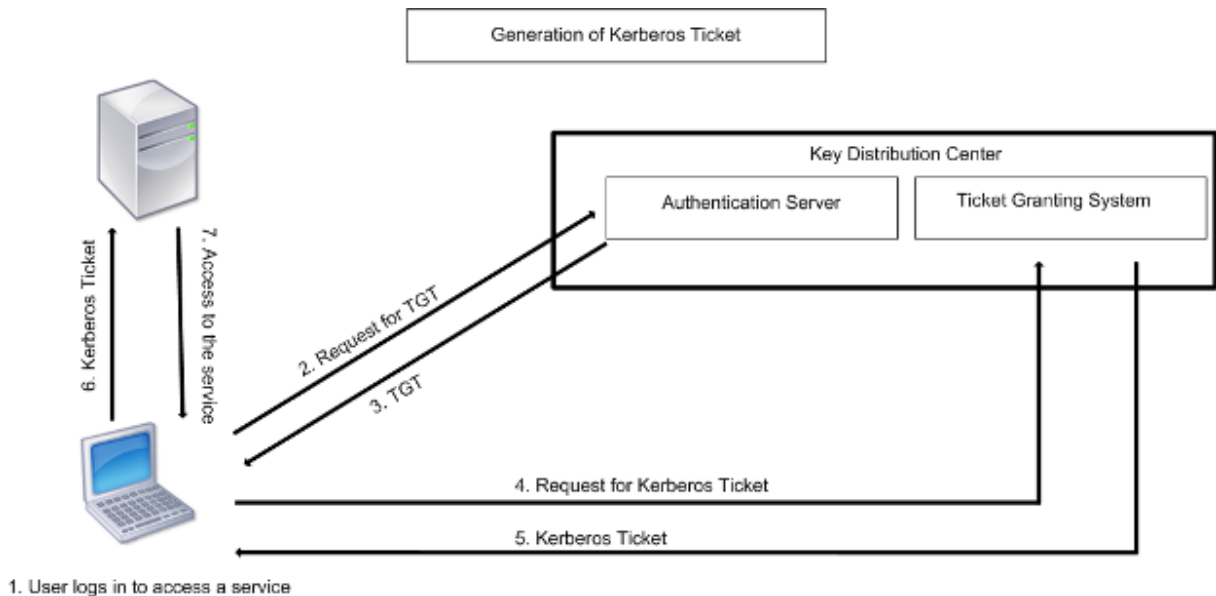 Generation of Kerberos Ticket
Key Distribution Center
Authentication Server
Ticket Granting System
6. Kerberos Ticket
7. Access to the service
2. Request for TGT
3. TGT
4. Request for Kerberos Ticket
5. Kerberos Ticket
1. User logs in to access a service